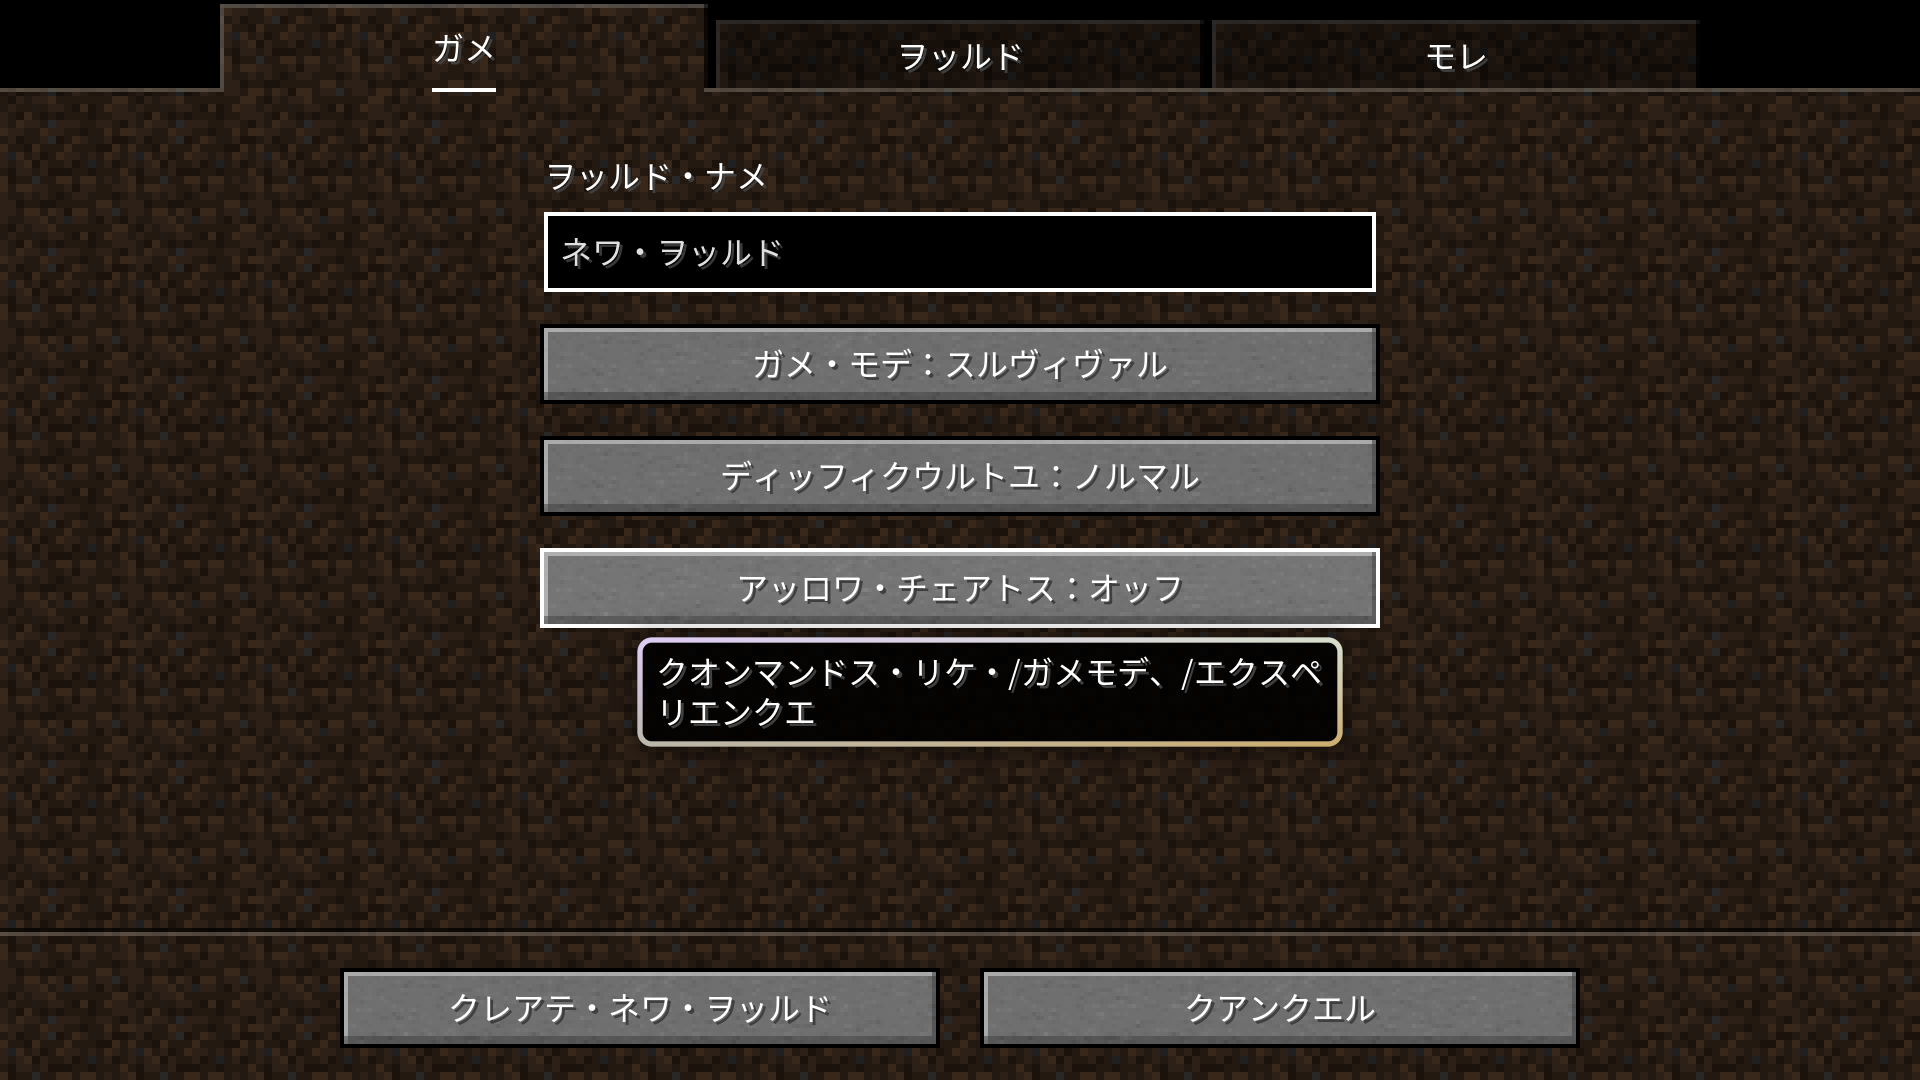 ガメ
ヲッルド
モレ
ヲッルド・ナメ
ネワ・ヲッルド
ガメ・モデ：スルヴィヴァル
ディッフィクウルトユ：ノルマル
アッロワ・チェアトス：オッフ
クオンマンドス・リケ・/ガメモデ、/エクスペ
リエンクエ
クレアテ・ネワ・ヲッルド
クアンクエル